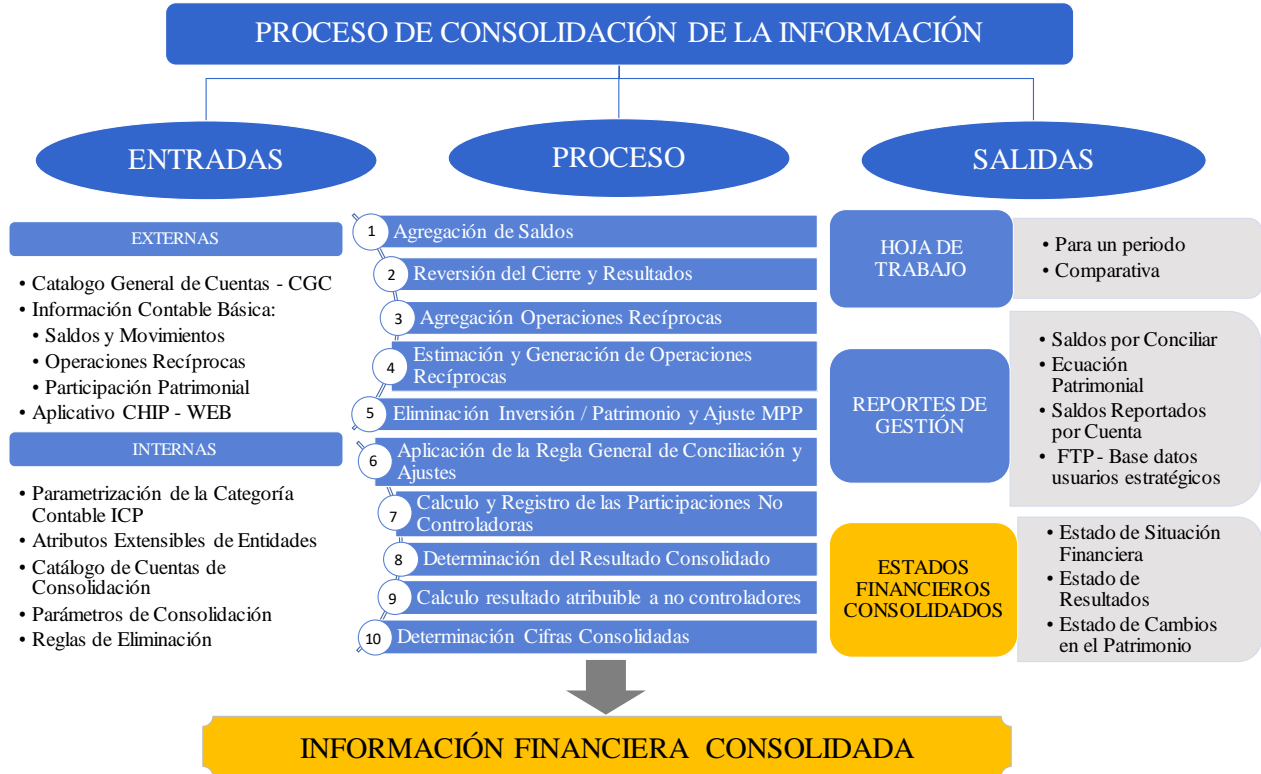 PROCESO DE CONSOLIDACIÓN DE LA INFORMACIÓN
ENTRADAS
EXTERNAS
• Catalogo General de Cuentas - CGC
• Información Contable Básica:
• Saldos y Movimientos
• Operaciones Recíprocas
• Participación Patrimonial
• Aplicativo CHIP - WEB
INTERNAS
• Parametrización de la Categoría
Contable ICP
• Atributos Extensibles de Entidades
• Catálogo de Cuentas de
Consolidación
• Parámetros de Consolidación
• Reglas de Eliminación
PROCESO
1 Agregación de Saldos
2 Reversión del Cierre y Resultados
3 Agregación Operaciones Recíprocas
4 Estimación y Generación de Operaciones
Recíprocas
5 Eliminación Inversión / Patrimonio y Ajuste MPP
6 Aplicación de la Regla General de Conciliación y
Ajustes
7 Calculo y Registro de las Participaciones No
Controladoras
8 Determinación del Resultado Consolidado
9 Calculo resultado atribuible a no controladores
10 Determinación Cifras Consolidadas
SALIDAS
HOJA DE
TRABAJO
• Para un periodo
• Comparativa
REPORTES DE
GESTIÓN
• Saldos por Conciliar
• Ecuación
Patrimonial
• Saldos Reportados
por Cuenta
• FTP - Base datos
usuarios estratégicos
ESTADOS
FINANCIEROS
CONSOLIDADOS
• Estado de Situación
Financiera
• Estado de
Resultados
• Estado de Cambios
en el Patrimonio
INFORMACIÓN FINANCIERA CONSOLIDADA